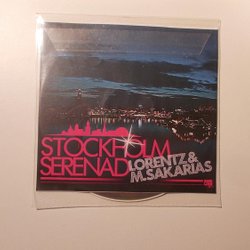 STOCKHOLM
SERENAD
LORENTZ &
M.SAKARIAS